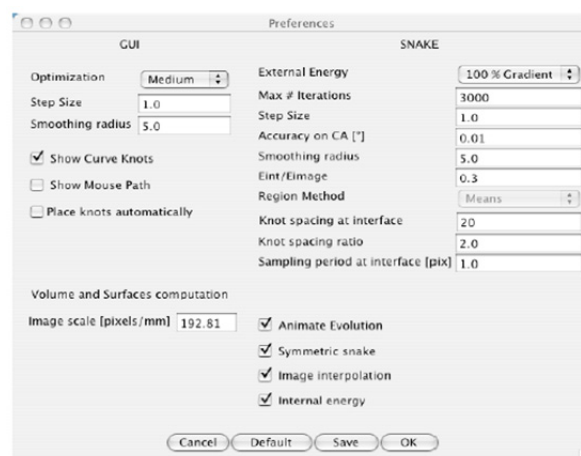 Preferences
GUI
Optimization Medium
Step Size 1.0
Smoothing radius 5.0
Show Curve Knots
Show Mouse Path
Place knots automatically
SNAKE
External Energy 100 % Gradient
Max # Iterations 3000
Step Size 1.0
Accuracy on CA [°] 0.01
Smoothing radius 5.0
Eint/Eimage 0.3
Region Method Means
Knot spacing at interface 20
Knot spacing ratio 2.0
Sampling period at interface [pix] 1.0
Volume and Surfaces computation
Image scale [pixels/mm] 192.81
Animate Evolution
Symmetric snake
Image interpolation
Internal energy
Cancel Default Save OK